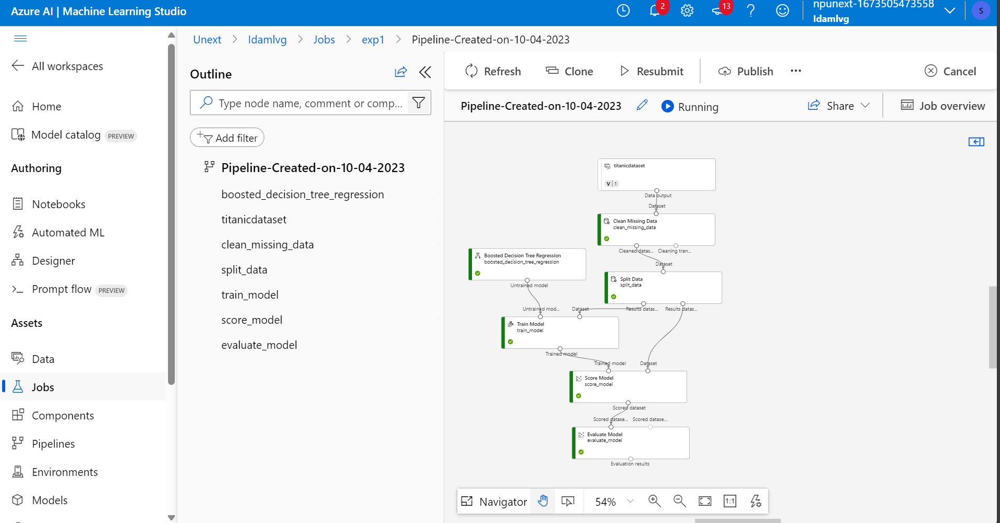 Azure AI | Machine Learning Studio
2
13
npunext-1673505473558
Idamlvg
S
All workspaces
Home
Model catalog PREVIEW
Authoring
Notebooks
Automated ML
Designer
Prompt flow PREVIEW
Assets
Data
Jobs
Components
Pipelines
Environments
Models
Unext > Idamlvg > Jobs > exp1 > Pipeline-Created-on-10-04-2023
Outline
Type node name, comment or comp...
Add filter
Pipeline-Created-on-10-04-2023
boosted_decision_tree_regression
titanicdataset
clean_missing_data
split_data
train_model
score_model
evaluate_model
Refresh
Clone
Resubmit
Publish
Cancel
Pipeline-Created-on-10-04-2023
Running
Share
Job overview
titanicdataset
V 1
Data output
Dataset
Clean Missing Data
clean_missing_data
Cleaned datas... Cleaning tran...
Boosted Decision Tree Regression
boosted_decision_tree_regression
Untrained model
Dataset
Split Data
split_data
Results datas... Results datas...
Untrained mod... Dataset
Train Model
train_model
Trained model
Trained model Dataset
Score Model
score_model
Scored dataset
Scored datase... Scored datase...
Evaluate Model
evaluate_model
Evaluation results
Navigator
54%
1:1